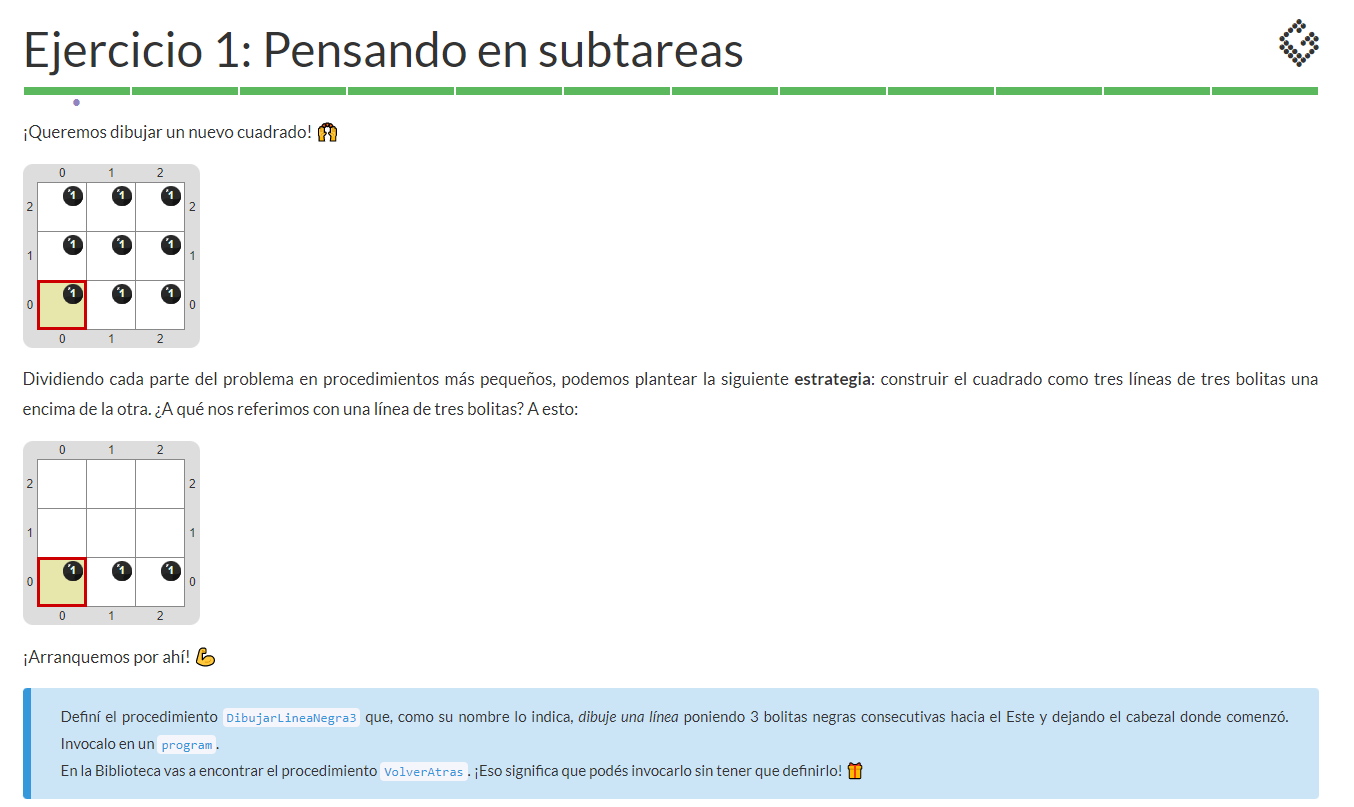 Ejercicio 1: Pensando en subtareas
¡Queremos dibujar un nuevo cuadrado!
0 1 2
2 1 1 1 2
1 1 1 1 1
0 1 1 1 0
0 1 2
Dividiendo cada parte del problema en procedimientos más pequeños, podemos plantear la siguiente estrategia: construir el cuadrado como tres líneas de tres bolitas una
encima de la otra. ¿A qué nos referimos con una línea de tres bolitas? A esto:
0 1 2
2 2
1 1
0 1 1 1 0
0 1 2
¡Arranquemos por ahí!
Definí el procedimiento DibujarLineaNegra3 que, como su nombre lo indica, dibuje una línea poniendo 3 bolitas negras consecutivas hacia el Este y dejando el cabezal donde comenzó.
Invocalo en un program.
En la Biblioteca vas a encontrar el procedimiento VolverAtras. ¡Eso significa que podés invocarlo sin tener que definirlo!